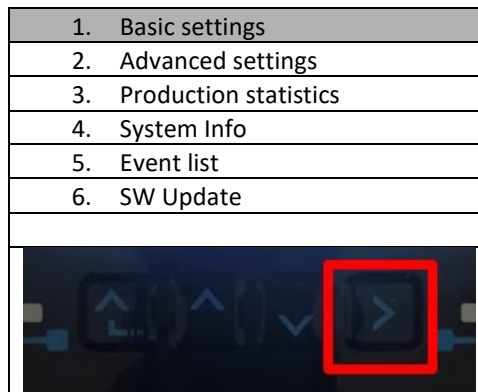 1. Basic settings
2. Advanced settings
3. Production statistics
4. System Info
5. Event list
6. SW Update